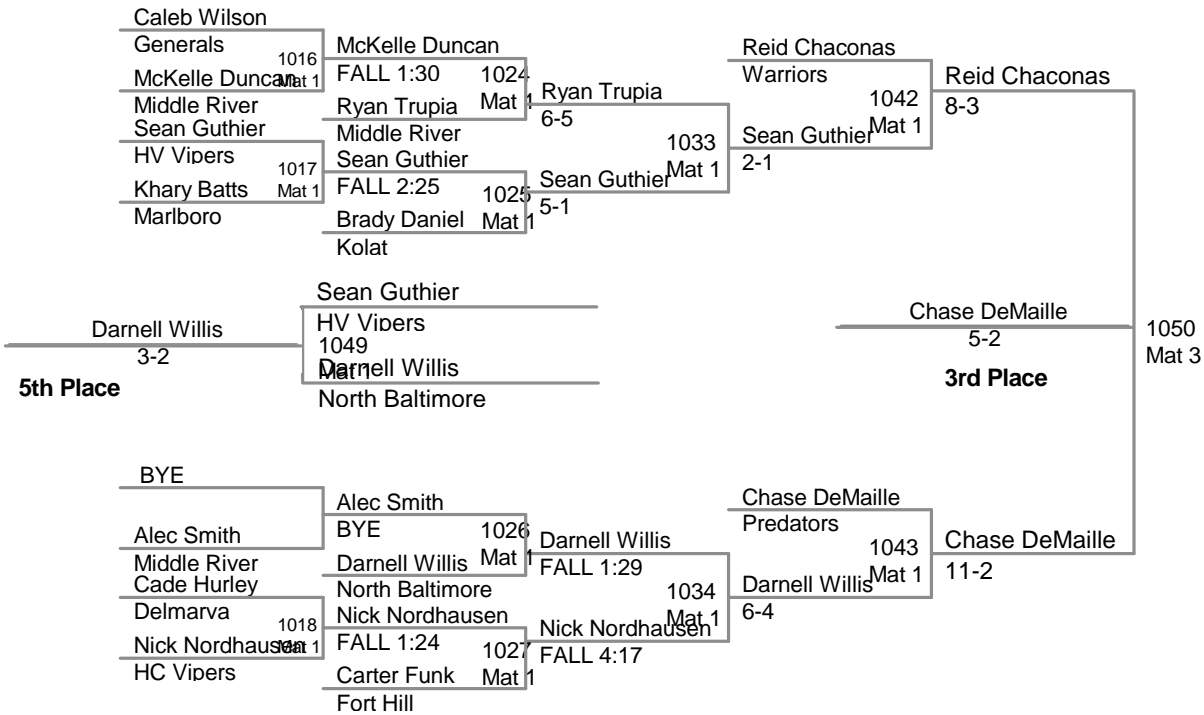 Caleb Wilson
Generals
1016
Mat 1
McKelle Duncan
Middle River
Sean Guthier
HV Vipers
1017
Mat 1
Khary Batts
Marlboro
McKelle Duncan
FALL 1:30
1024
Mat 1
Ryan Trupia
Middle River
Sean Guthier
FALL 2:25
1025
Mat 1
Brady Daniel
Kolat
Ryan Trupia
6-5
1033
Mat 1
Sean Guthier
5-1
Reid Chaconas
Warriors
1042
Mat 1
Sean Guthier
2-1
Reid Chaconas
8-3
Sean Guthier
HV Vipers
1049
Mat 1
Darnell Willis
North Baltimore
Darnell Willis
3-2
5th Place
Chase DeMaille
5-2
3rd Place
1050
Mat 3
BYE
Alec Smith
Middle River
Cade Hurley
Delmarva
1018
Mat 1
Nick Nordhausen
HC Vipers
Alec Smith
BYE
1026
Mat 1
Darnell Willis
North Baltimore
Nick Nordhausen
FALL 1:24
1027
Mat 1
Carter Funk
Fort Hill
Darnell Willis
FALL 1:29
1034
Mat 1
Nick Nordhausen
FALL 4:17
Chase DeMaille
Predators
1043
Mat 1
Darnell Willis
6-4
Chase DeMaille
11-2